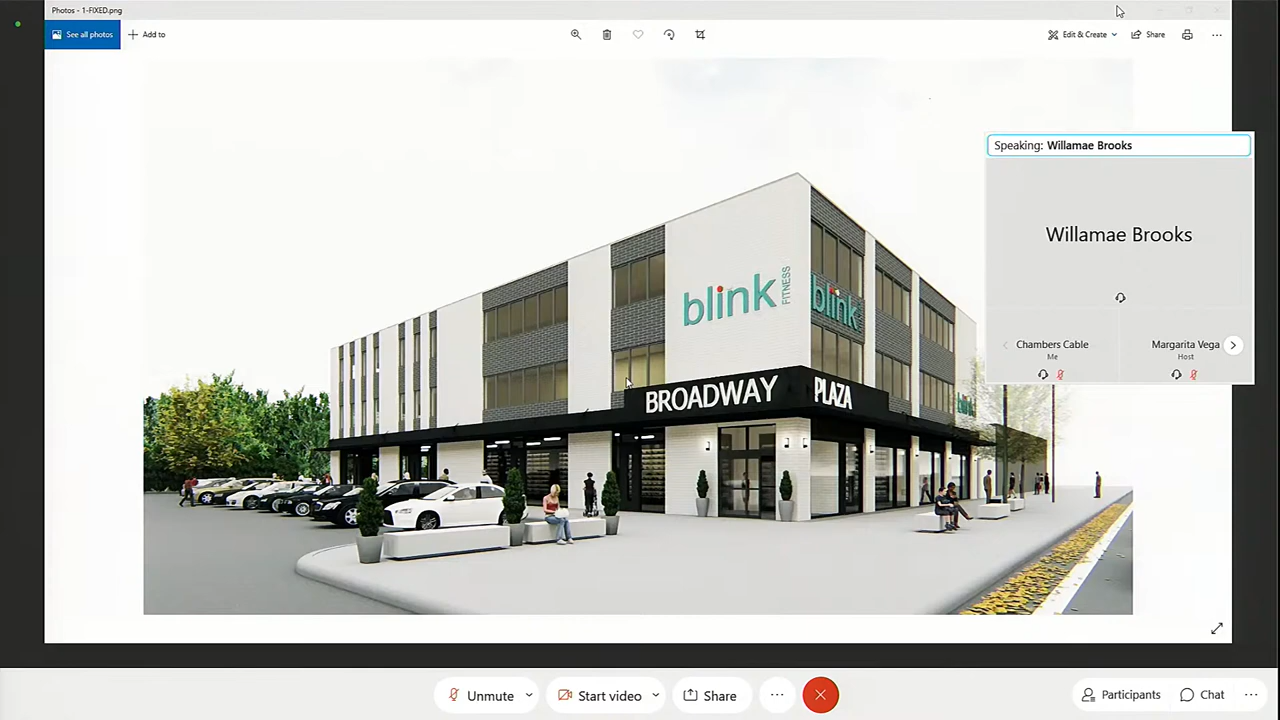 Photos - 1-FIXED.png
See all photos
Add to
Edit & Create
Share
Speaking: Willamae Brooks
Willamae Brooks
Chambers Cable
Me
Margarita Vega
Host
blink FITNESS
blink
BROADWAY PLAZA
blink
Unmute
Start video
Share
Participants
Chat